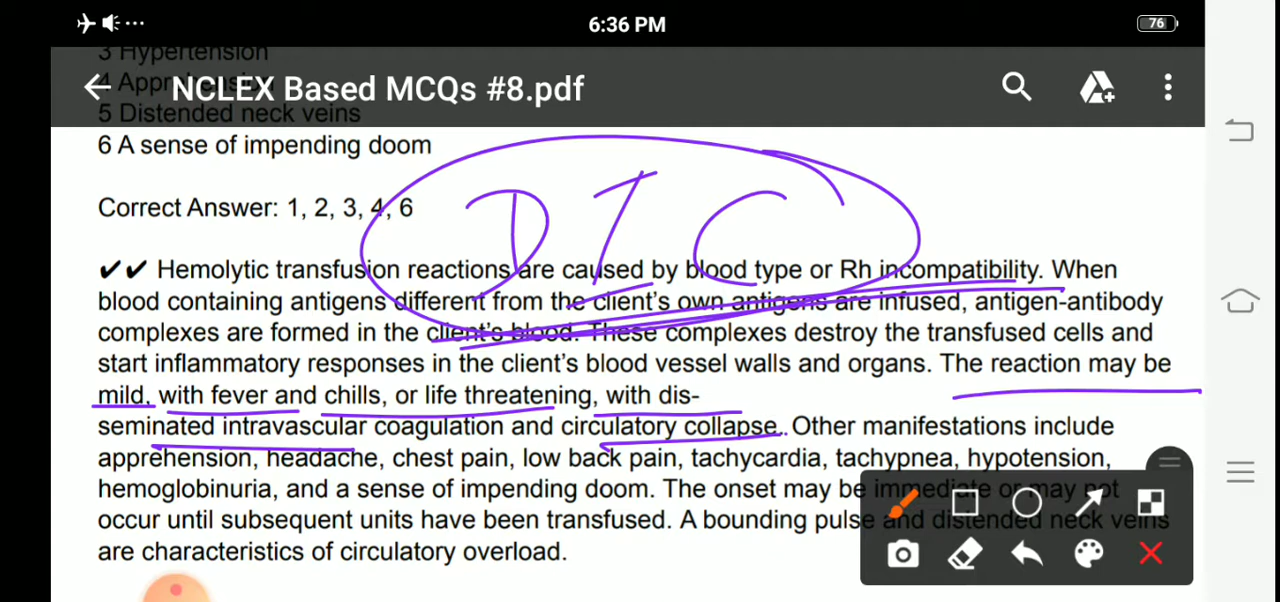 6:36 PM
76
3 Hypertension
4 Apprehension
NCLEX Based MCQs #8.pdf
5 Distended neck veins
6 A sense of impending doom
Correct Answer: 1, 2, 3, 4, 6
DIC
✔✔ Hemolytic transfusion reactions are caused by blood type or Rh incompatibility. When
blood containing antigens different from the client's own antigens are infused, antigen-antibody
complexes are formed in the client's blood. These complexes destroy the transfused cells and
start inflammatory responses in the client's blood vessel walls and organs. The reaction may be
mild, with fever and chills, or life threatening, with dis-
seminated intravascular coagulation and circulatory collapse. Other manifestations include
apprehension, headache, chest pain, low back pain, tachycardia, tachypnea, hypotension,
hemoglobinuria, and a sense of impending doom. The onset may be immediate or may not
occur until subsequent units have been transfused. A bounding pulse and distended neck veins
are characteristics of circulatory overload.